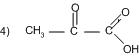 O O
4) CH₃ — C — C
OH